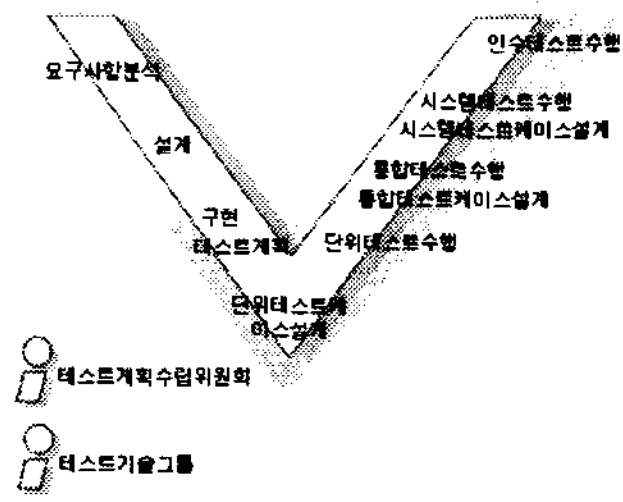 인수테스트수행
요구사항분석
시스템테스트수행
시스템테스트케이스설계
설계
통합테스트수행
통합테스트케이스설계
구현
테스트계획
단위테스트수행
단위테스트케
이스설계
테스트계획수립위원회
테스트기술그룹